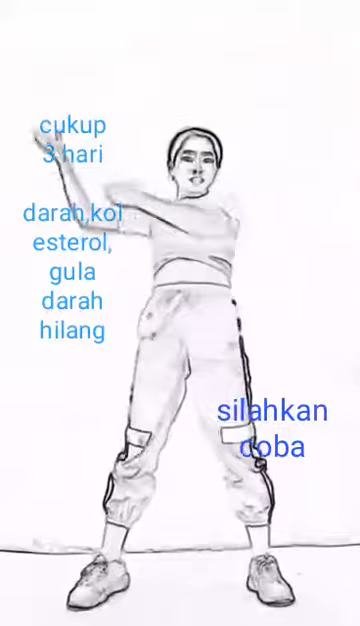 cukup
3 hari
darah,kol
esterol,
gula
darah
hilang
silahkan
coba